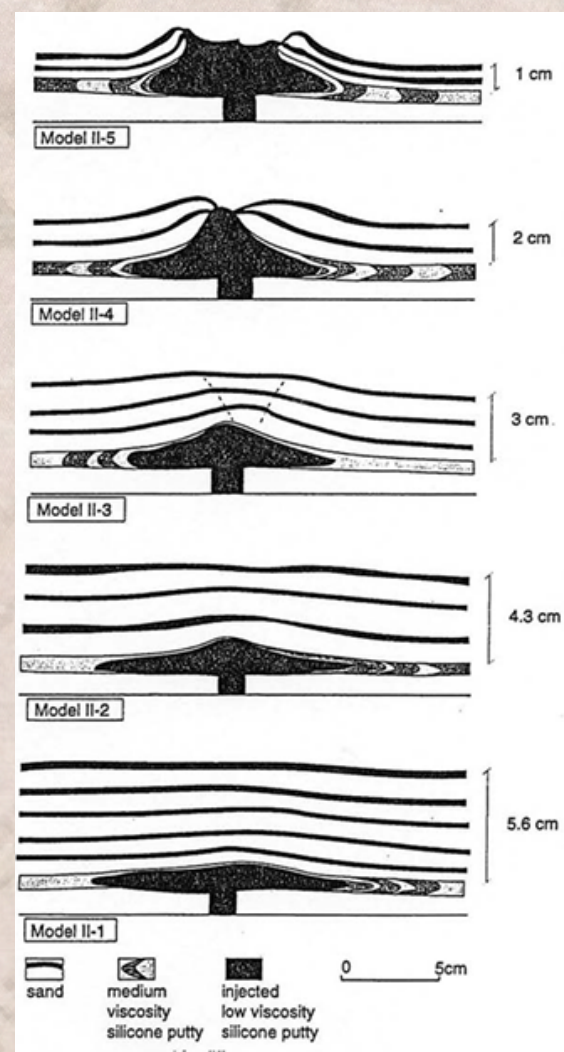 1 cm
Model II-5
2 cm
Model II-4
3 cm
Model II-3
4.3 cm
Model II-2
5.6 cm
Model II-1
sand
medium
viscosity
silicone putty
injected
low viscosity
silicone putty
0 5cm